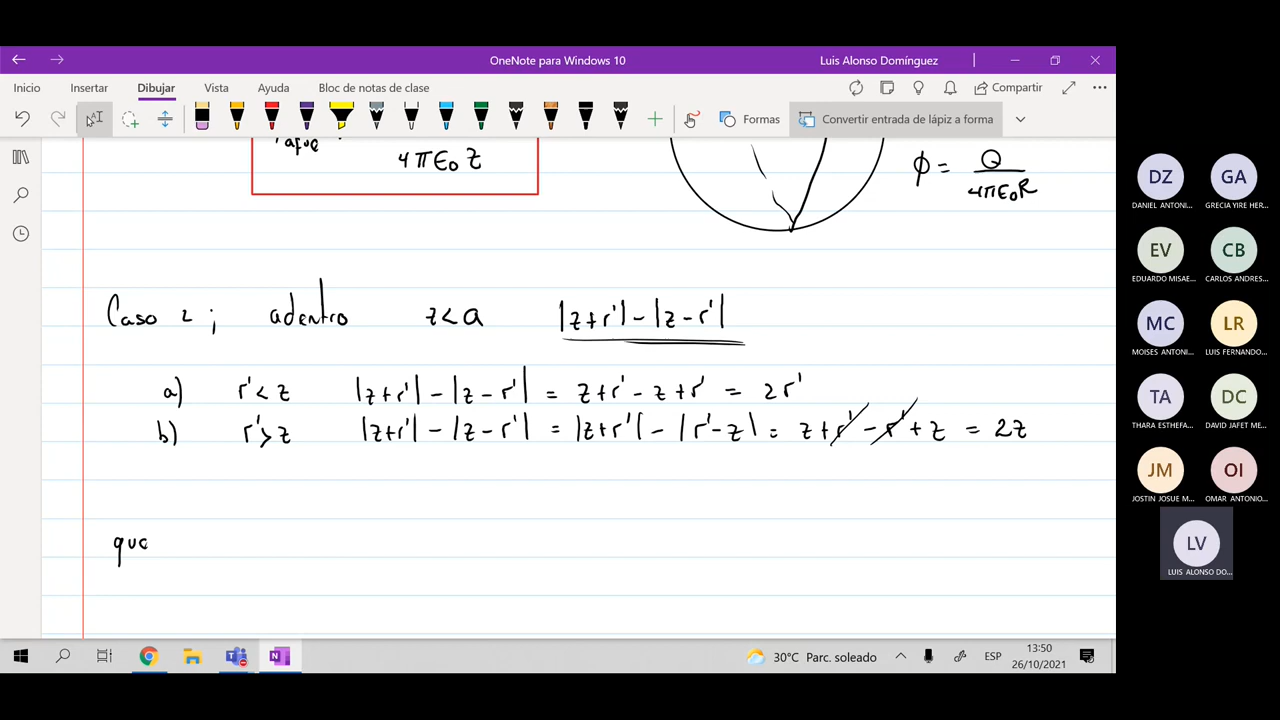 OneNote para Windows 10
Luis Alonso Domínguez
Inicio Insertar Dibujar Vista Ayuda Bloc de notas de clase
Compartir
Formas
Convertir entrada de lápiz a forma
4πε₀ z
ϕ = Q / 4πε₀R
Caso 2 ; adentro z < a |z+r'| - |z-r'|
a) r' < z |z+r'| - |z-r'| = z+r' - z+r' = 2r'
b) r' > z |z+r'| - |z-r'| = |z+r'| - |r'-z| = z+r' - r' + z = 2z
que
DZ GA
DANIEL ANTONI... GRECIA YIRE HER...
EV CB
EDUARDO MISAE... CARLOS ANDRES...
MC LR
MOISES ANTONI... LUIS FERNANDO...
TA DC
THARA ESTHEFA... DAVID JAFET ME...
JM OI
JOSTIN JOSUE M... OMAR ANTONIO...
LV
LUIS ALONSO DO...
30°C Parc. soleado
ESP
13:50
26/10/2021